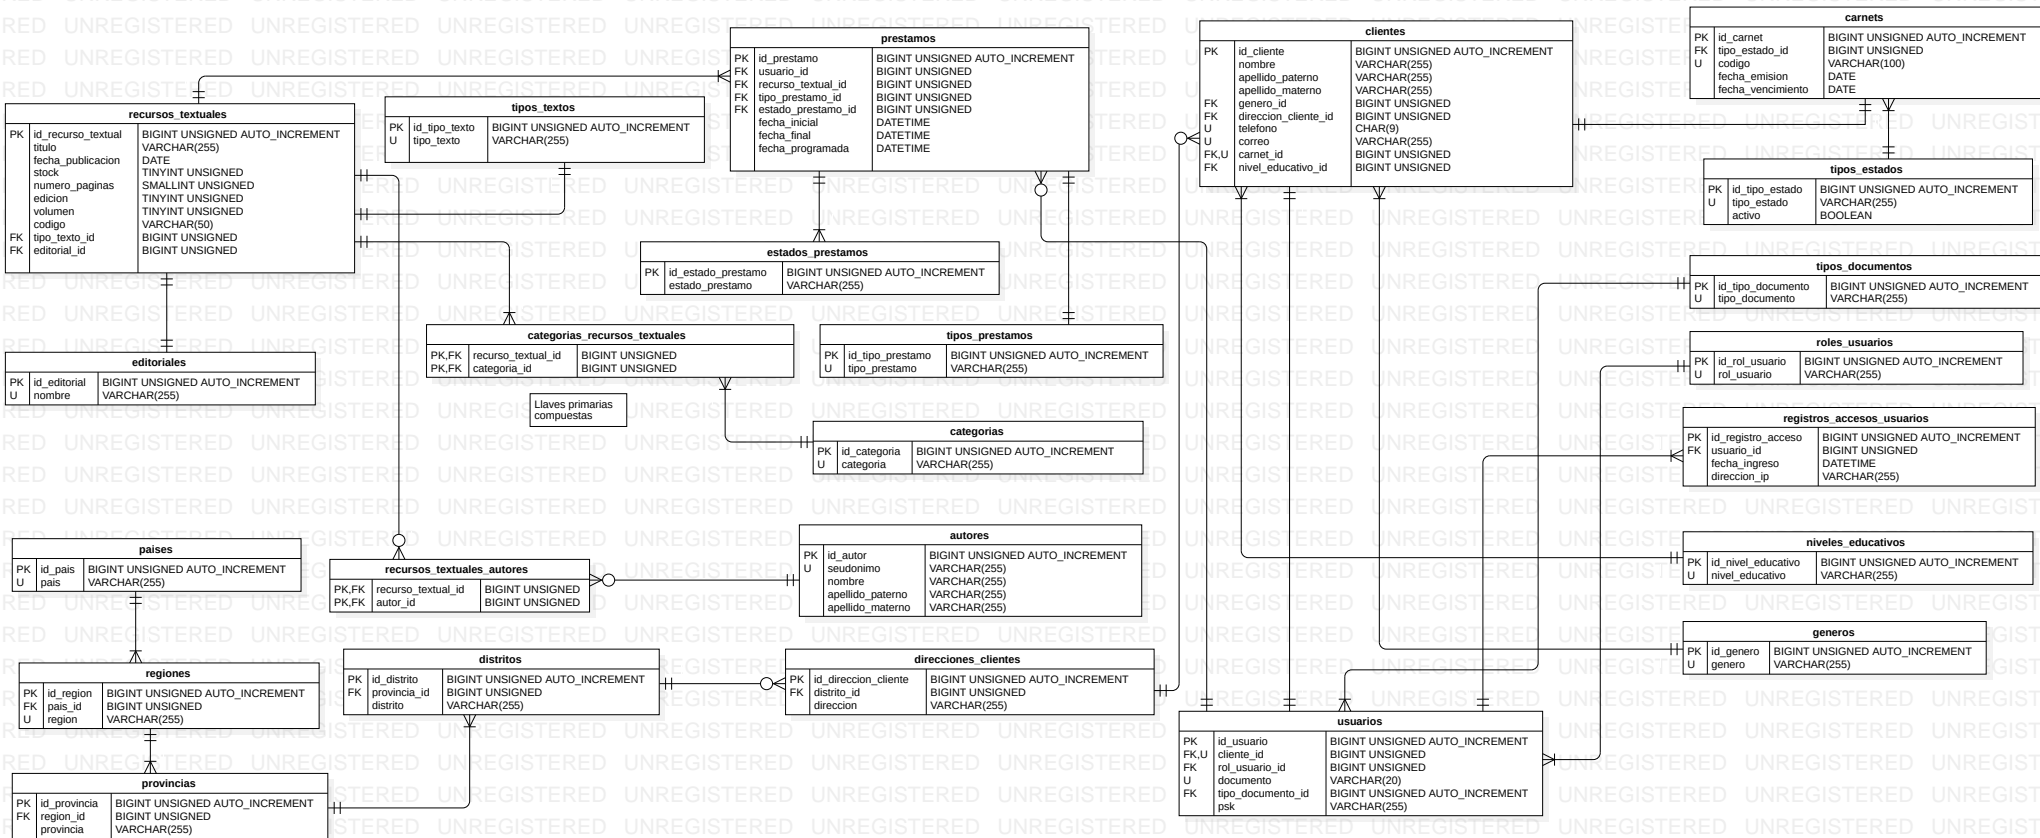 prestamos
PK id_prestamo BIGINT UNSIGNED AUTO_INCREMENT
FK usuario_id BIGINT UNSIGNED
FK recurso_textual_id BIGINT UNSIGNED
FK tipo_prestamo_id BIGINT UNSIGNED
FK estado_prestamo_id BIGINT UNSIGNED
fecha_inicial DATETIME
fecha_final DATETIME
fecha_programada DATETIME
clientes
PK id_cliente BIGINT UNSIGNED AUTO_INCREMENT
nombre VARCHAR(255)
apellido_paterno VARCHAR(255)
apellido_materno VARCHAR(255)
FK genero_id BIGINT UNSIGNED
FK direccion_cliente_id BIGINT UNSIGNED
U telefono CHAR(9)
U correo VARCHAR(255)
FK,U carnet_id BIGINT UNSIGNED
FK nivel_educativo_id BIGINT UNSIGNED
carnets
PK id_carnet BIGINT UNSIGNED AUTO_INCREMENT
FK tipo_estado_id BIGINT UNSIGNED
U codigo VARCHAR(100)
fecha_emision DATE
fecha_vencimiento DATE
recursos_textuales
PK id_recurso_textual BIGINT UNSIGNED AUTO_INCREMENT
titulo VARCHAR(255)
fecha_publicacion DATE
stock TINYINT UNSIGNED
numero_paginas SMALLINT UNSIGNED
edicion TINYINT UNSIGNED
volumen TINYINT UNSIGNED
codigo VARCHAR(50)
FK tipo_texto_id BIGINT UNSIGNED
FK editorial_id BIGINT UNSIGNED
tipos_textos
PK id_tipo_texto BIGINT UNSIGNED AUTO_INCREMENT
U tipo_texto VARCHAR(255)
tipos_estados
PK id_tipo_estado BIGINT UNSIGNED AUTO_INCREMENT
U tipo_estado VARCHAR(255)
activo BOOLEAN
estados_prestamos
PK id_estado_prestamo BIGINT UNSIGNED AUTO_INCREMENT
estado_prestamo VARCHAR(255)
tipos_documentos
PK id_tipo_documento BIGINT UNSIGNED AUTO_INCREMENT
U tipo_documento VARCHAR(255)
categorias_recursos_textuales
PK,FK recurso_textual_id BIGINT UNSIGNED
PK,FK categoria_id BIGINT UNSIGNED
tipos_prestamos
PK id_tipo_prestamo BIGINT UNSIGNED AUTO_INCREMENT
U tipo_prestamo VARCHAR(255)
roles_usuarios
PK id_rol_usuario BIGINT UNSIGNED AUTO_INCREMENT
U rol_usuario VARCHAR(255)
editoriales
PK id_editorial BIGINT UNSIGNED AUTO_INCREMENT
U nombre VARCHAR(255)
Llaves primarias
compuestas
categorias
PK id_categoria BIGINT UNSIGNED AUTO_INCREMENT
U categoria VARCHAR(255)
registros_accesos_usuarios
PK id_registro_acceso BIGINT UNSIGNED AUTO_INCREMENT
FK usuario_id BIGINT UNSIGNED
fecha_ingreso DATETIME
direccion_ip VARCHAR(255)
paises
PK id_pais BIGINT UNSIGNED AUTO_INCREMENT
U pais VARCHAR(255)
recursos_textuales_autores
PK,FK recurso_textual_id BIGINT UNSIGNED
PK,FK autor_id BIGINT UNSIGNED
autores
PK id_autor BIGINT UNSIGNED AUTO_INCREMENT
U seudonimo VARCHAR(255)
nombre VARCHAR(255)
apellido_paterno VARCHAR(255)
apellido_materno VARCHAR(255)
niveles_educativos
PK id_nivel_educativo BIGINT UNSIGNED AUTO_INCREMENT
U nivel_educativo VARCHAR(255)
generos
PK id_genero BIGINT UNSIGNED AUTO_INCREMENT
U genero VARCHAR(255)
regiones
PK id_region BIGINT UNSIGNED AUTO_INCREMENT
FK pais_id BIGINT UNSIGNED
U region VARCHAR(255)
distritos
PK id_distrito BIGINT UNSIGNED AUTO_INCREMENT
FK provincia_id BIGINT UNSIGNED
distrito VARCHAR(255)
direcciones_clientes
PK id_direccion_cliente BIGINT UNSIGNED AUTO_INCREMENT
FK distrito_id BIGINT UNSIGNED
direccion VARCHAR(255)
usuarios
PK id_usuario BIGINT UNSIGNED AUTO_INCREMENT
FK,U cliente_id BIGINT UNSIGNED
FK rol_usuario_id BIGINT UNSIGNED
U documento VARCHAR(20)
FK tipo_documento_id BIGINT UNSIGNED AUTO_INCREMENT
psk VARCHAR(255)
provincias
PK id_provincia BIGINT UNSIGNED AUTO_INCREMENT
FK region_id BIGINT UNSIGNED
provincia VARCHAR(255)
UNREGISTERED